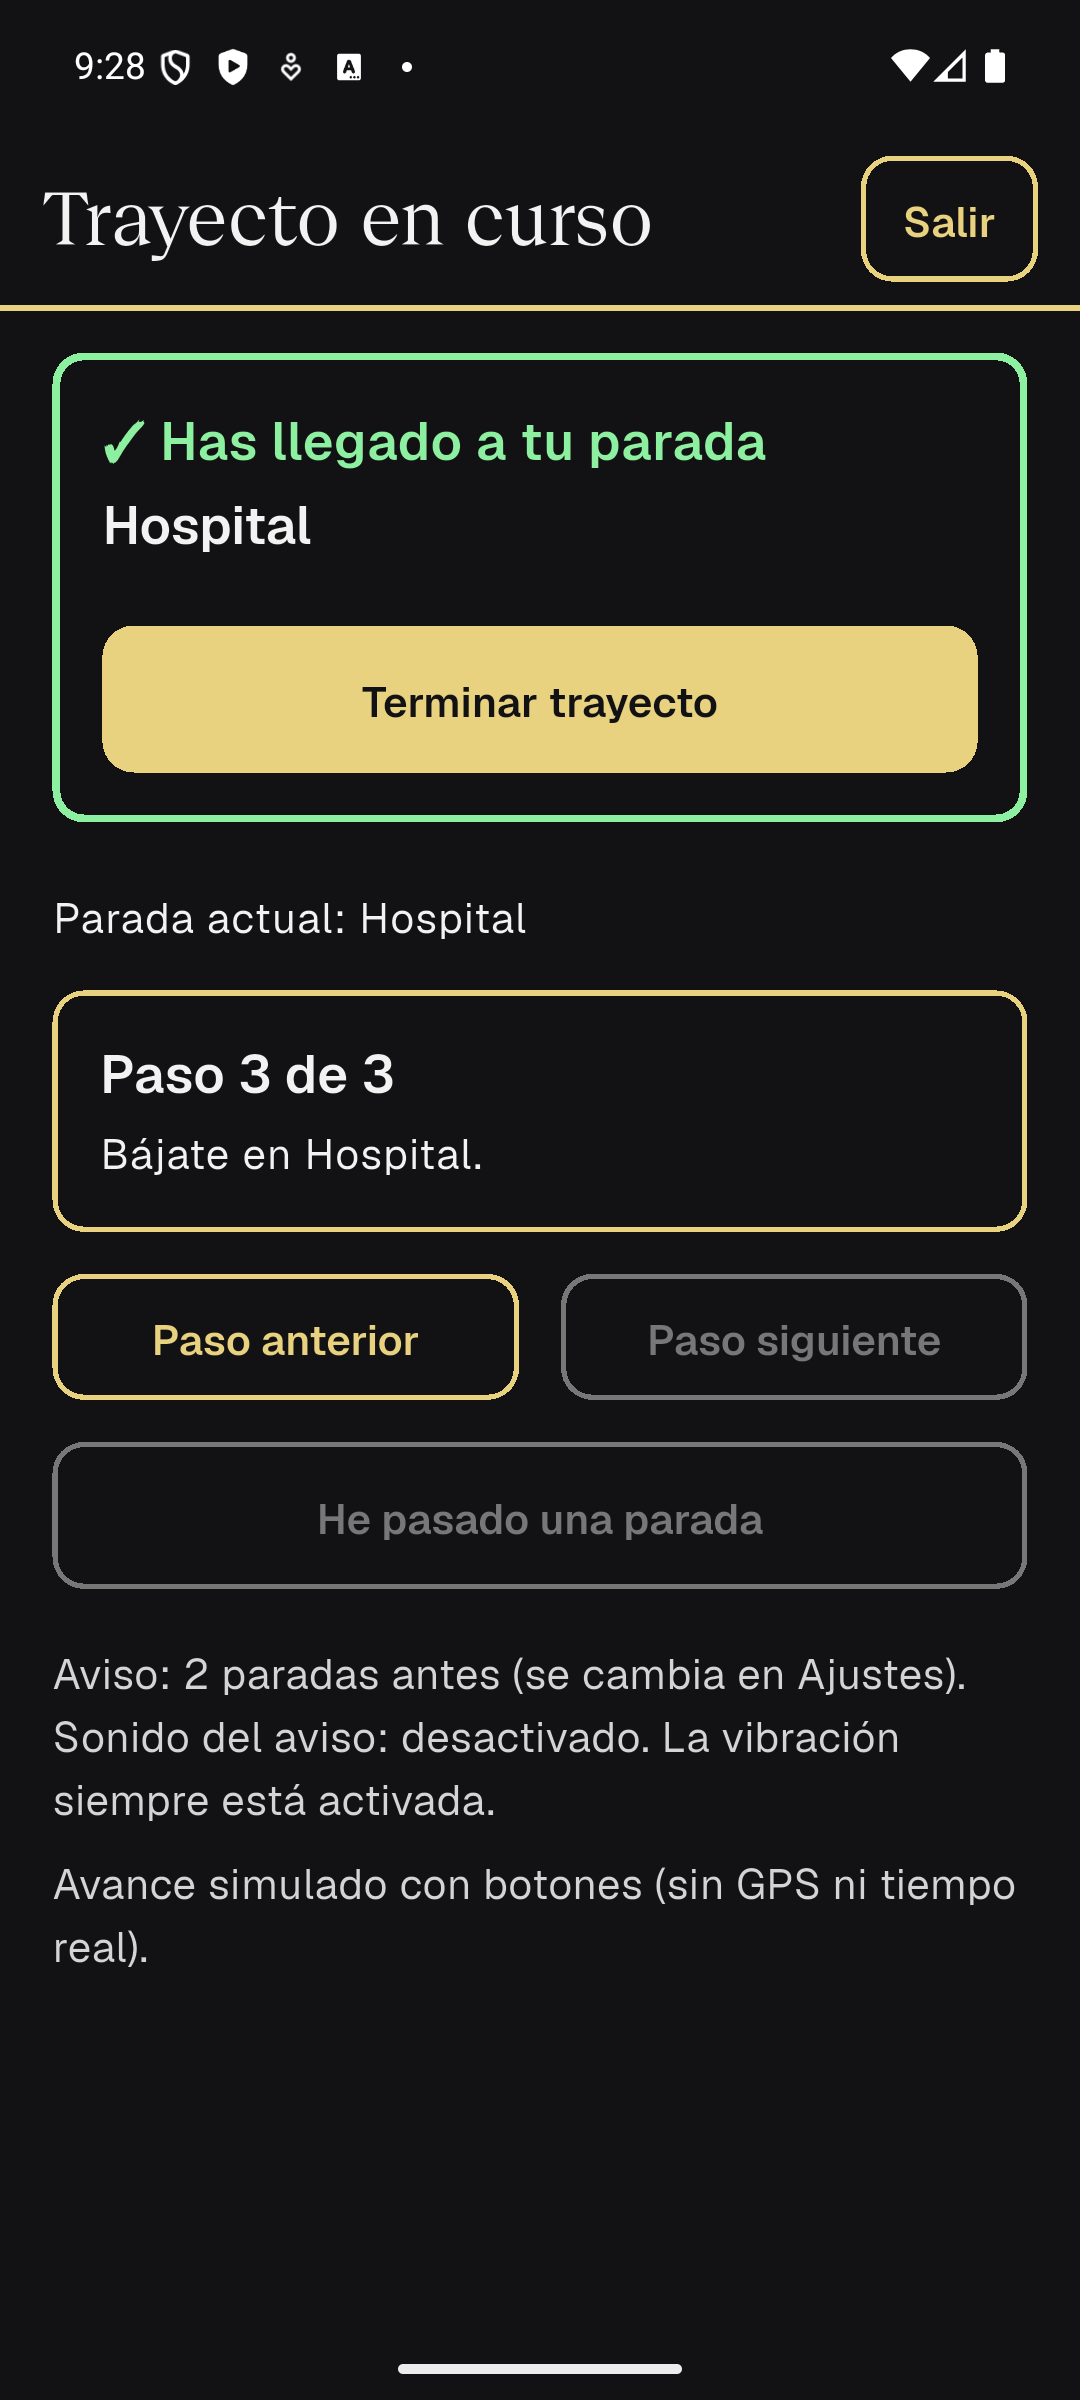 9:28
Trayecto en curso
Salir
✓ Has llegado a tu parada
Hospital
Terminar trayecto
Parada actual: Hospital
Paso 3 de 3
Bájate en Hospital.
Paso anterior
Paso siguiente
He pasado una parada
Aviso: 2 paradas antes (se cambia en Ajustes).
Sonido del aviso: desactivado. La vibración
siempre está activada.
Avance simulado con botones (sin GPS ni tiempo
real).